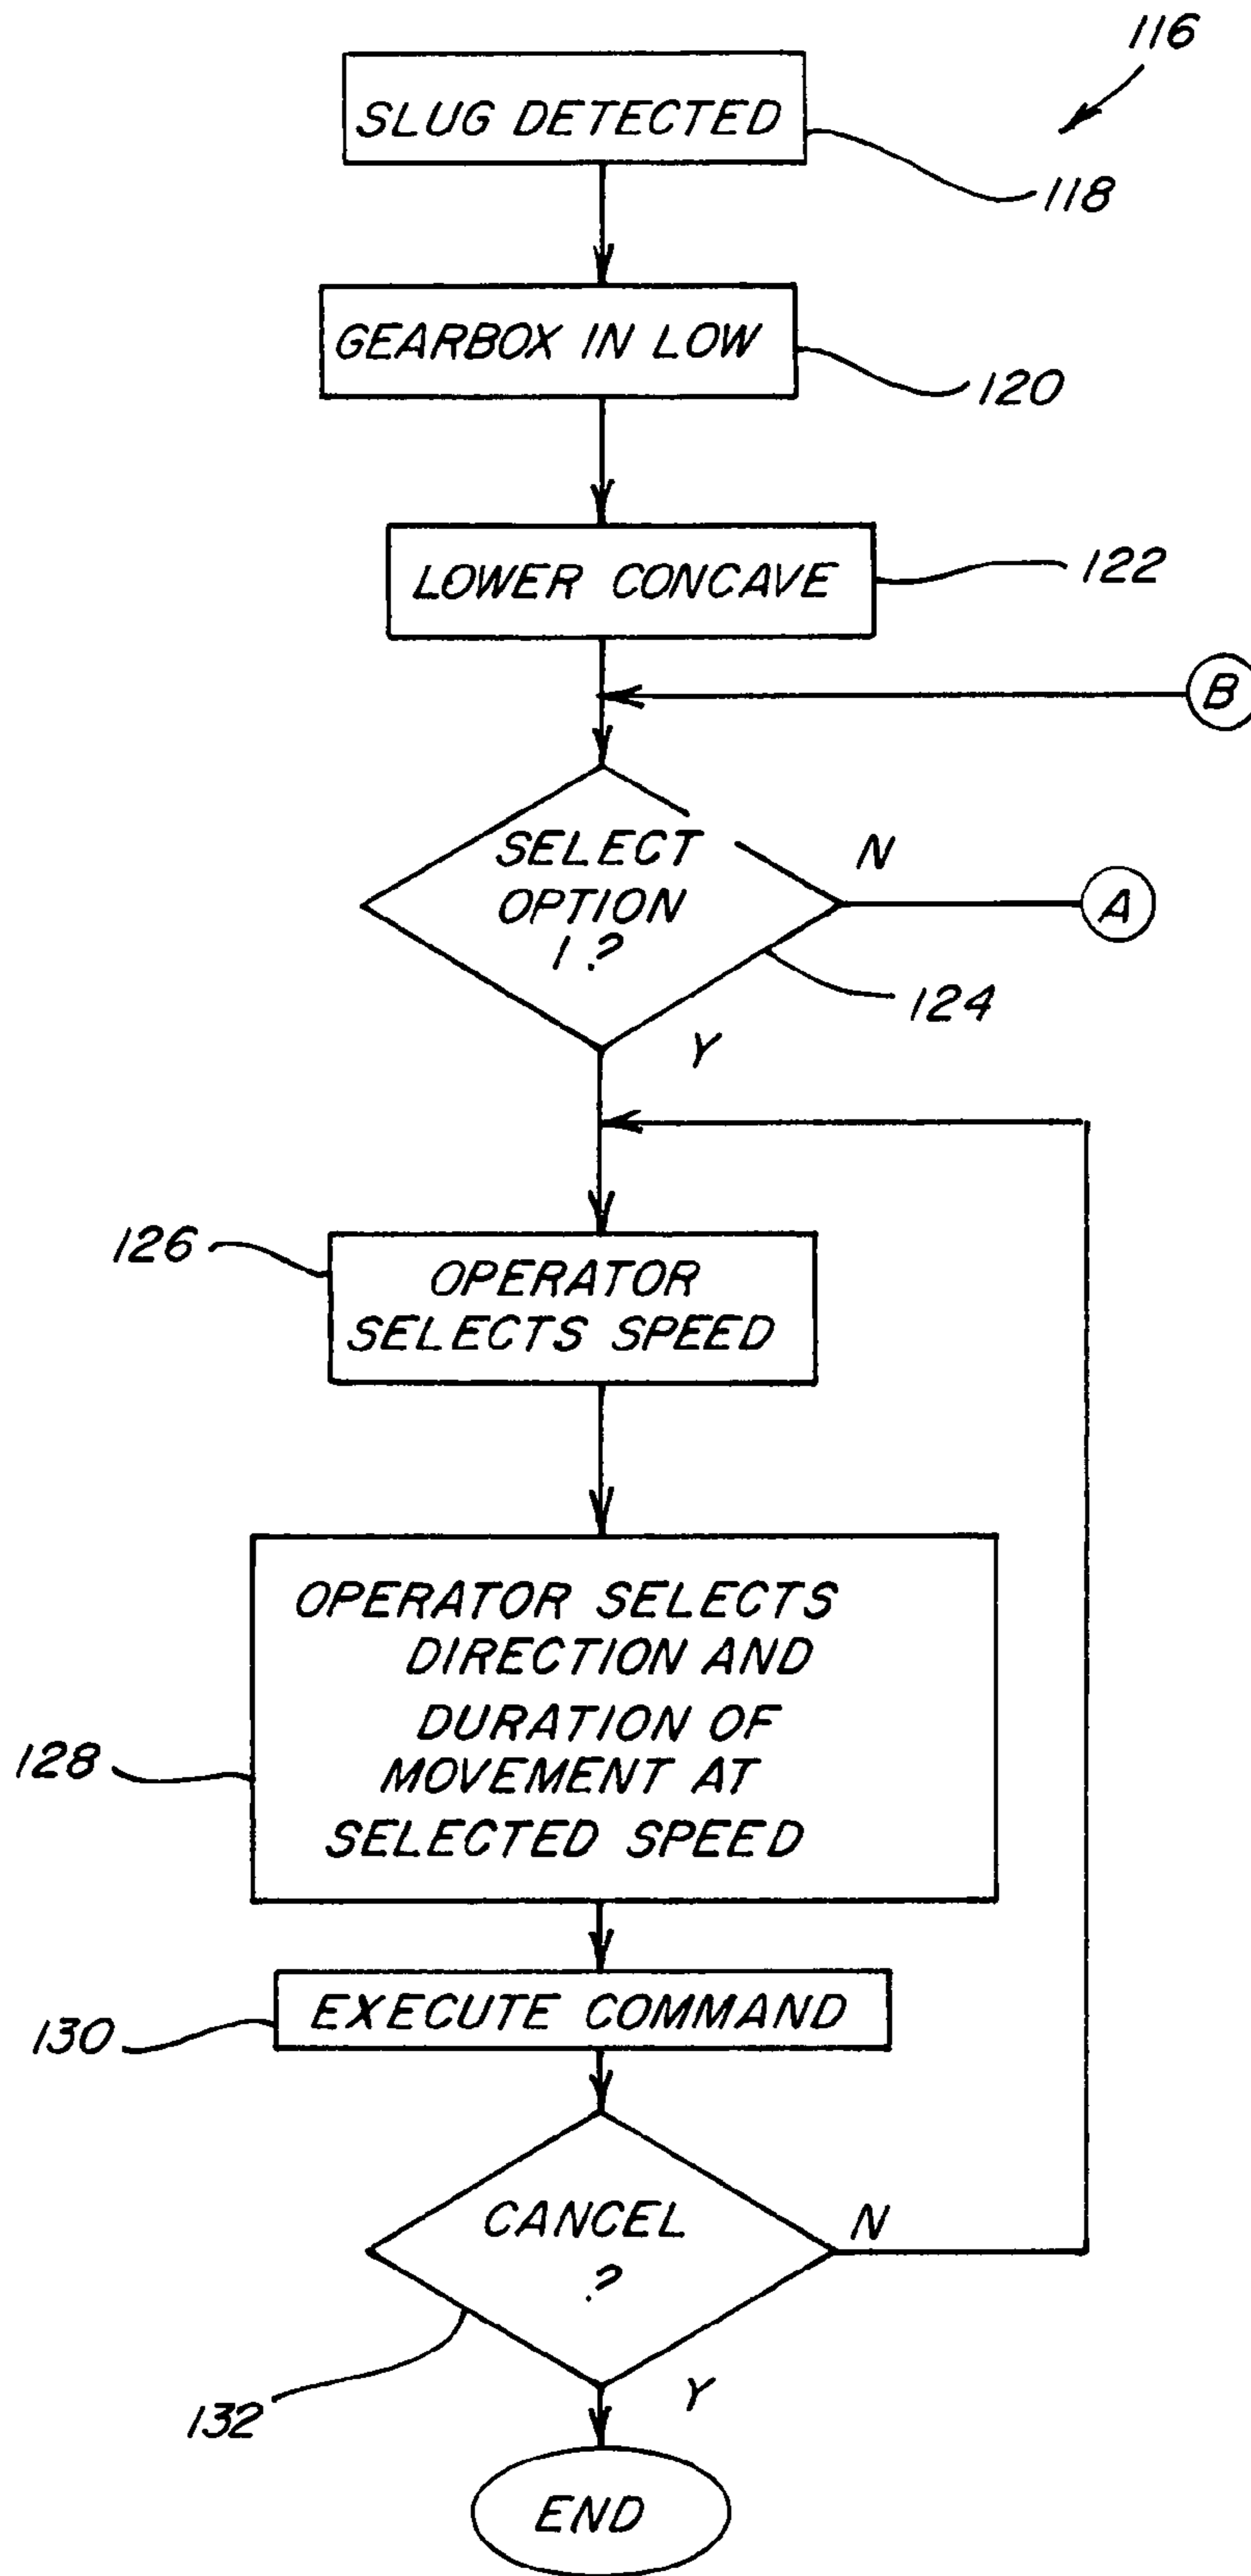 116
SLUG DETECTED
118
GEARBOX IN LOW
120
LOWER CONCAVE
122
B
SELECT
OPTION
1 ?
N
A
124
Y
126
OPERATOR
SELECTS SPEED
OPERATOR SELECTS
DIRECTION AND
DURATION OF
MOVEMENT AT
SELECTED SPEED
128
EXECUTE COMMAND
130
CANCEL
?
N
132
Y
END